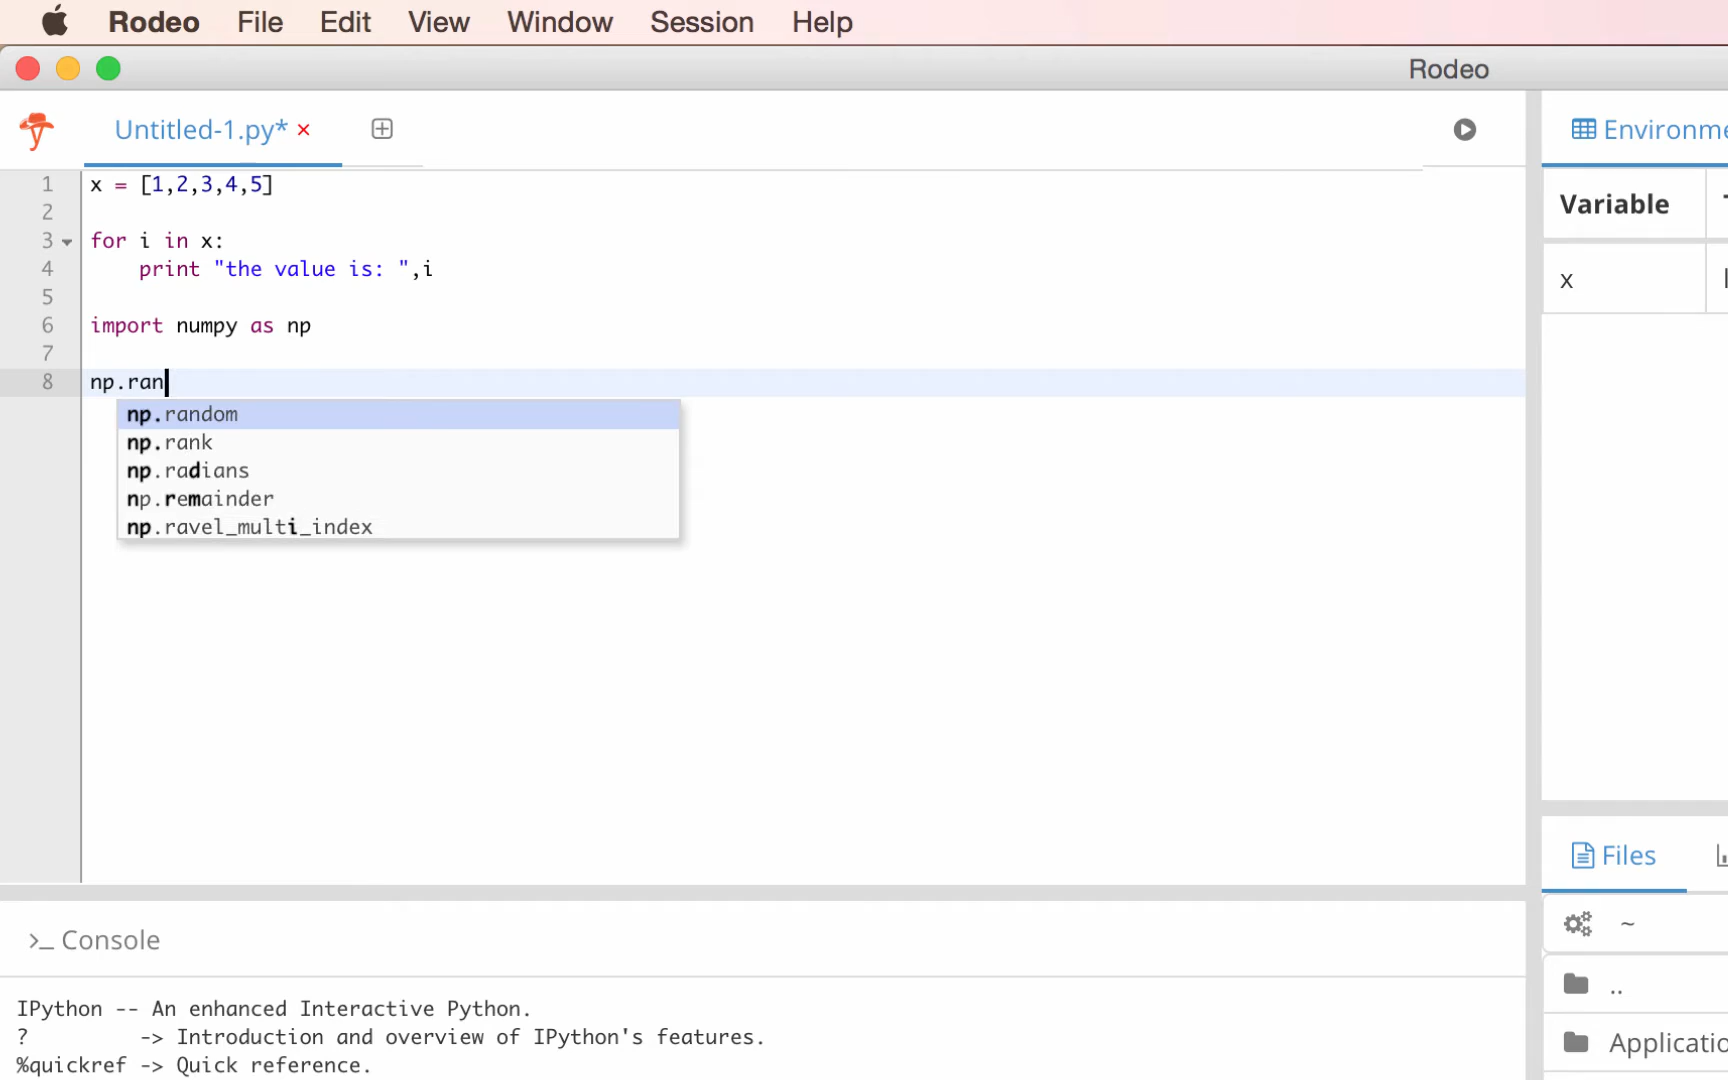 Rodeo File Edit View Window Session Help
Rodeo
Untitled-1.py*
1 x = [1,2,3,4,5]
2
3 for i in x:
4     print "the value is: ",i
5
6 import numpy as np
7
8 np.ran
np.random
np.rank
np.radians
np.remainder
np.ravel_multi_index
>_ Console
IPython -- An enhanced Interactive Python.
?         -> Introduction and overview of IPython's features.
%quickref -> Quick reference.
Environme
Variable
x
Files
~
..
Applicatio